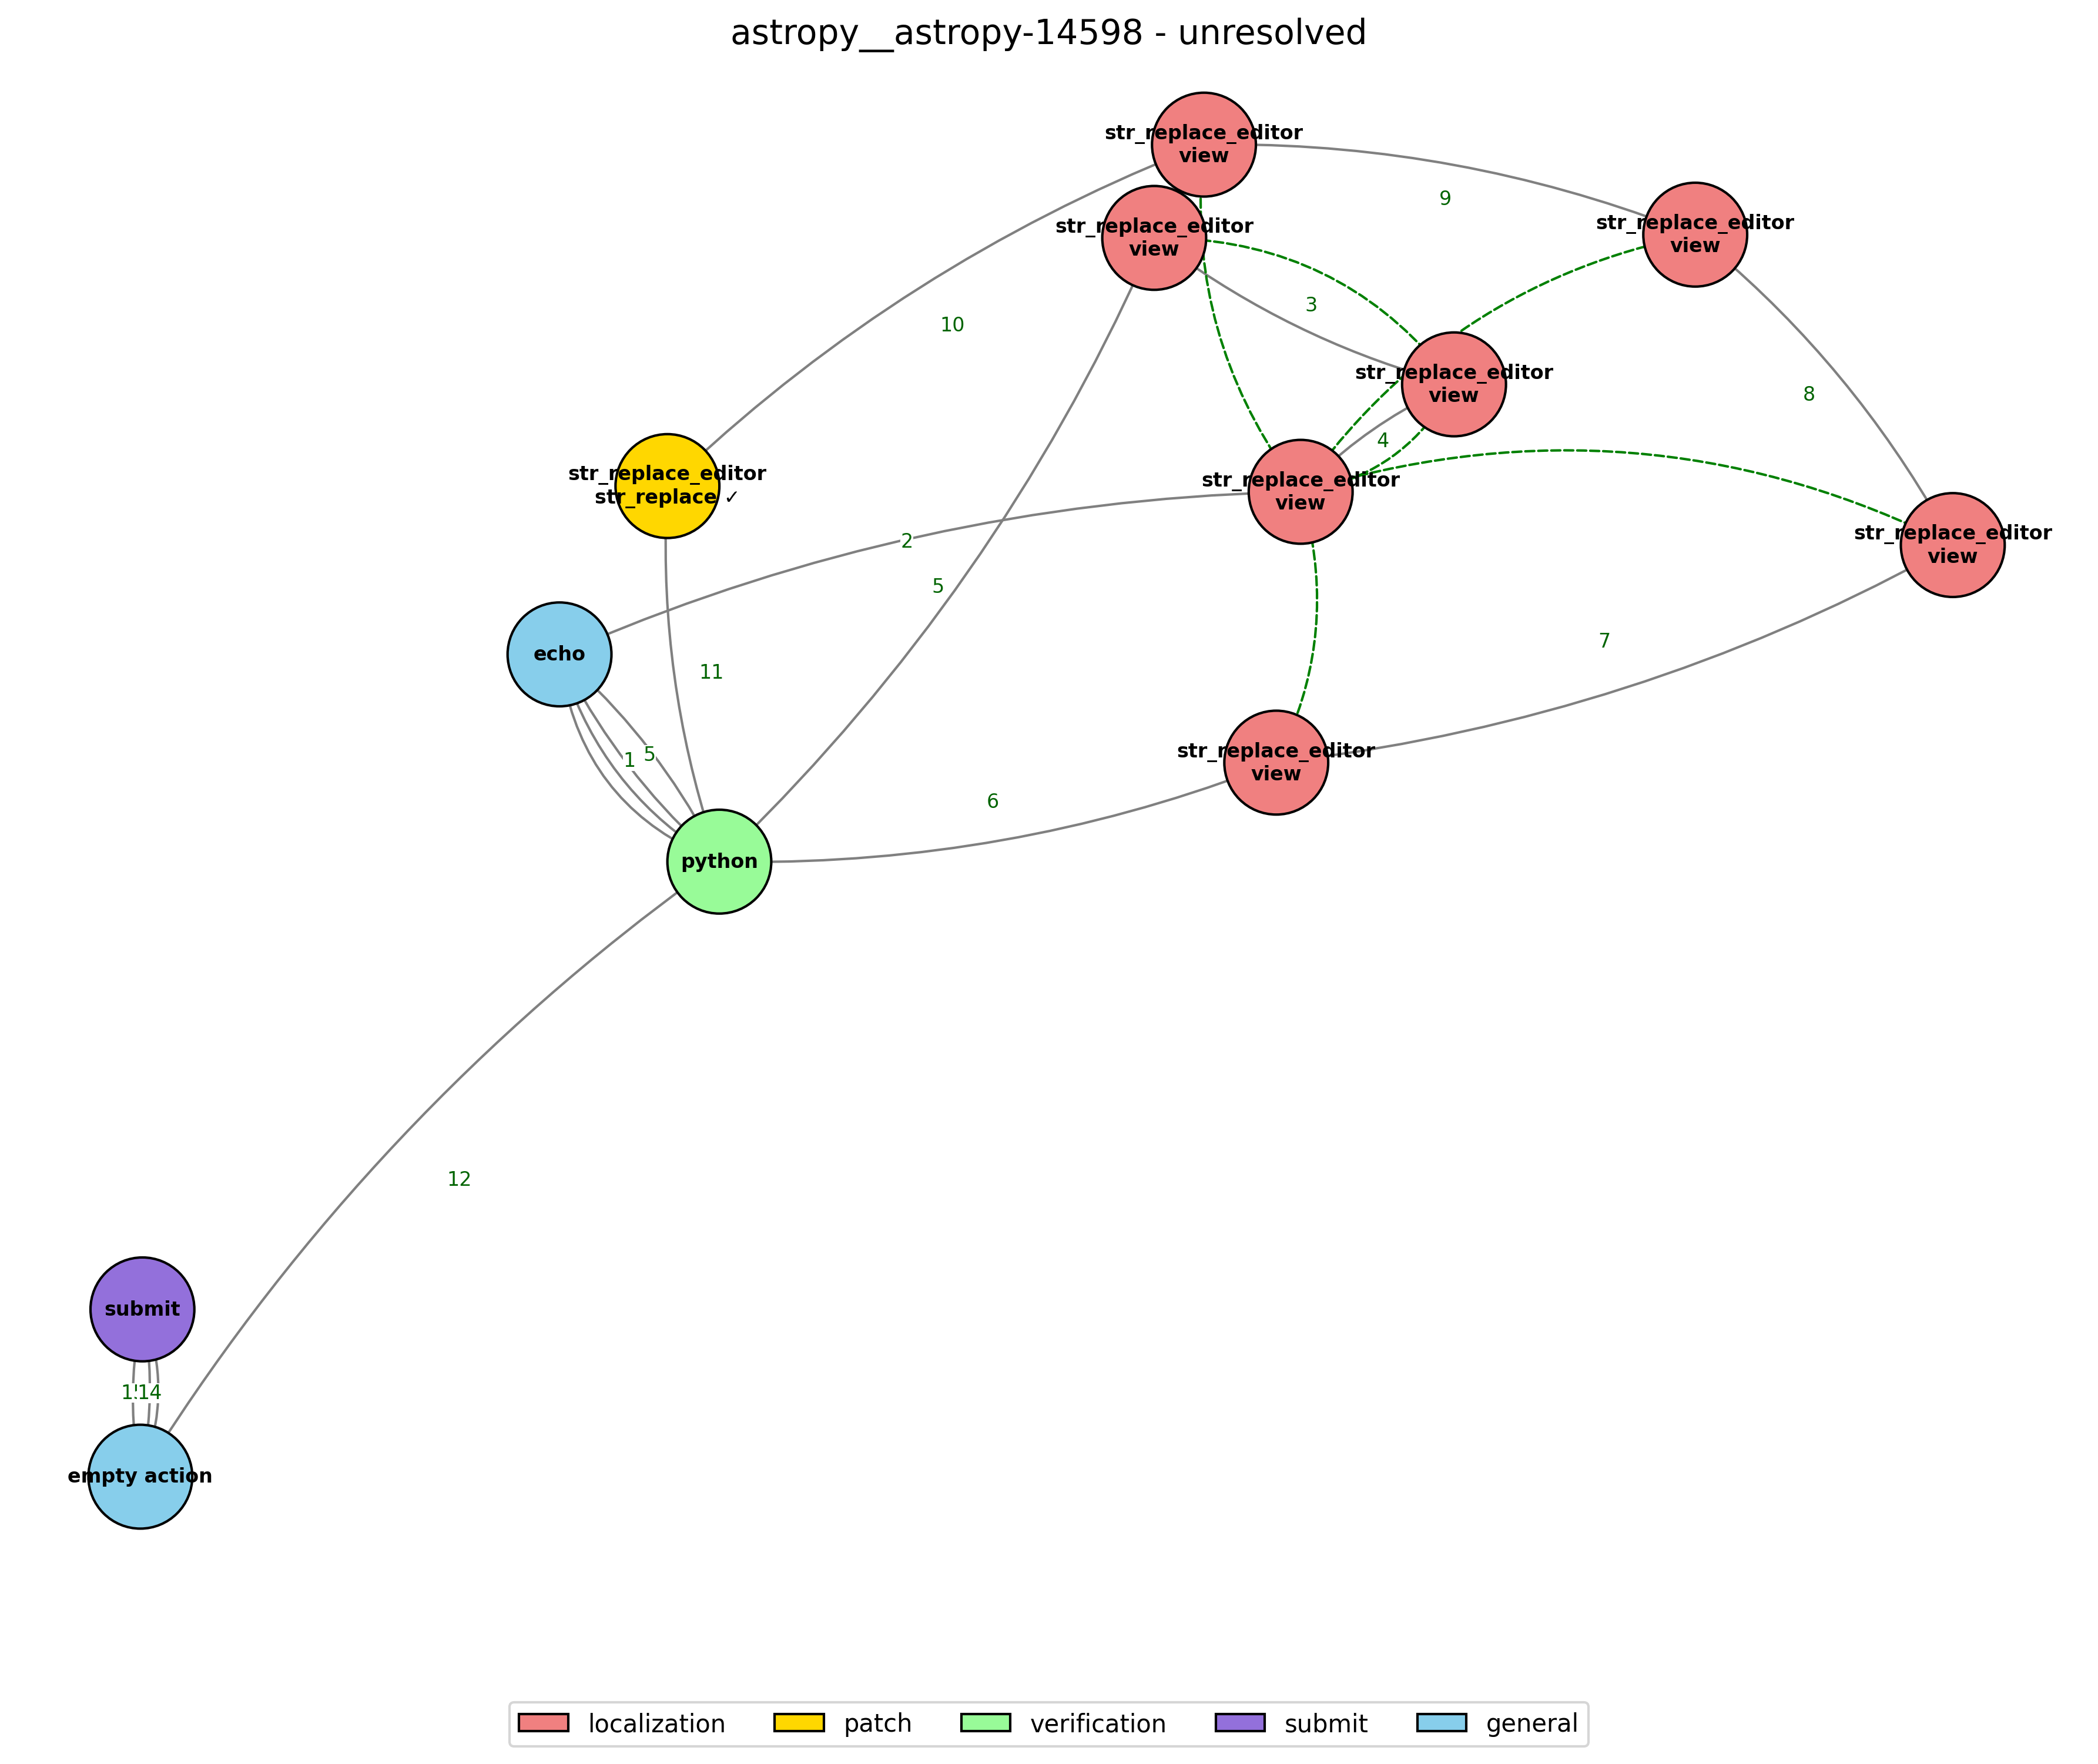 astropy__astropy-14598 - unresolved
str_replace_editor
view
str_replace_editor
view
str_replace_editor
view
9
3
10
str_replace_editor
view
8
4
str_replace_editor
str_replace ✓
str_replace_editor
view
str_replace_editor
view
2
5
echo
7
11
1
5
str_replace_editor
view
6
python
12
submit
14
empty action
localization
patch
verification
submit
general